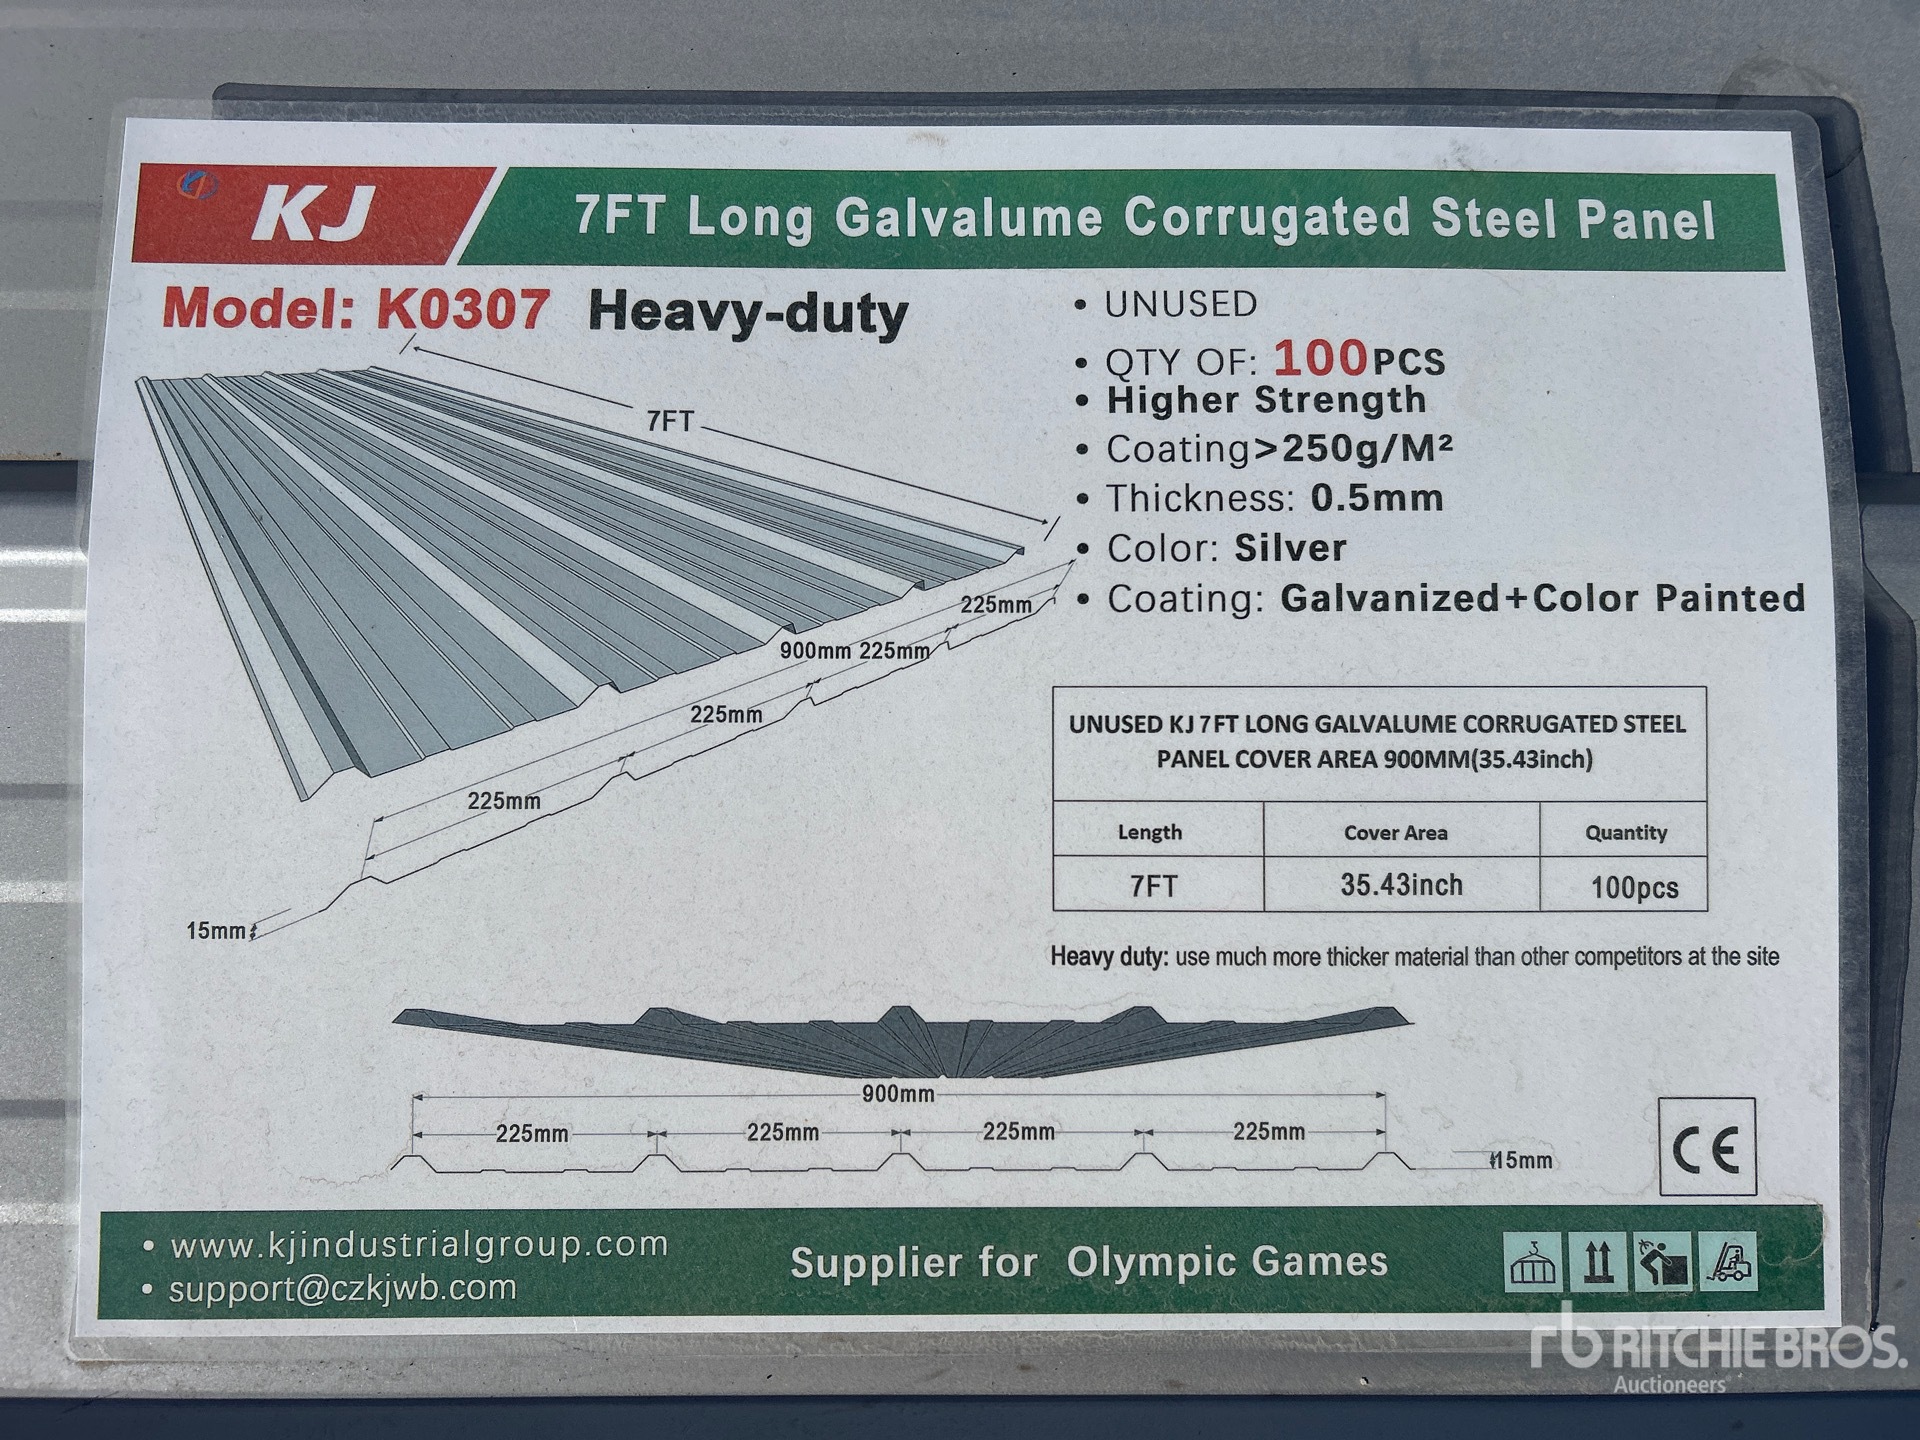 KJ
7FT Long Galvalume Corrugated Steel Panel
Model: K0307 Heavy-duty
• UNUSED
• QTY OF: 100PCS
• Higher Strength
• Coating>250g/M²
• Thickness: 0.5mm
• Color: Silver
• Coating: Galvanized+Color Painted
7FT
225mm
900mm 225mm
225mm
225mm
15mm
UNUSED KJ 7FT LONG GALVALUME CORRUGATED STEEL
PANEL COVER AREA 900MM(35.43inch)
Length Cover Area Quantity
7FT 35.43inch 100pcs
Heavy duty: use much more thicker material than other competitors at the site
900mm
225mm 225mm 225mm 225mm
15mm
CE
• www.kjindustrialgroup.com
• support@czkjwb.com
Supplier for Olympic Games
rb RITCHIE BROS.
Auctioneers